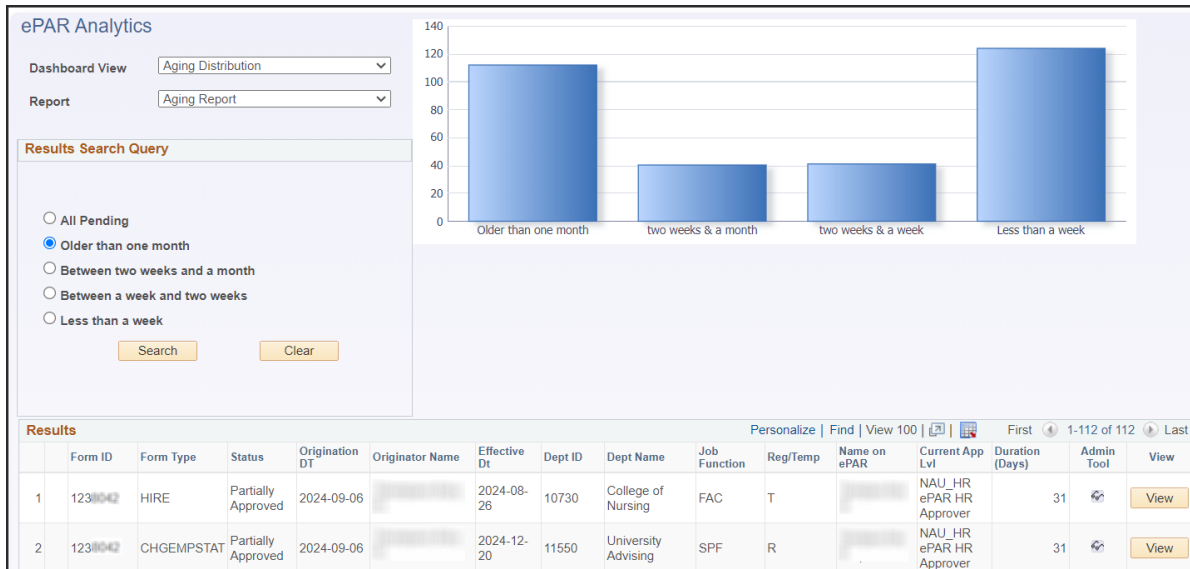 ePAR Analytics
Dashboard View Aging Distribution
Report Aging Report
Results Search Query
All Pending
Older than one month
Between two weeks and a month
Between a week and two weeks
Less than a week
Search Clear
140
120
100
80
60
40
20
0
Older than one month two weeks & a month two weeks & a week Less than a week
Results Personalize | Find | View 100 | | First 1-112 of 112 Last
Form ID Form Type Status Origination DT Originator Name Effective Dt Dept ID Dept Name Job Function Reg/Temp Name on ePAR Current App Lvl Duration (Days) Admin Tool View
1 123 HIRE Partially Approved 2024-09-06 2024-08-26 10730 College of Nursing FAC T NAU_HR ePAR HR Approver 31 View
2 123 CHGEMPSTAT Partially Approved 2024-09-06 2024-12-20 11550 University Advising SPF R NAU_HR ePAR HR Approver 31 View